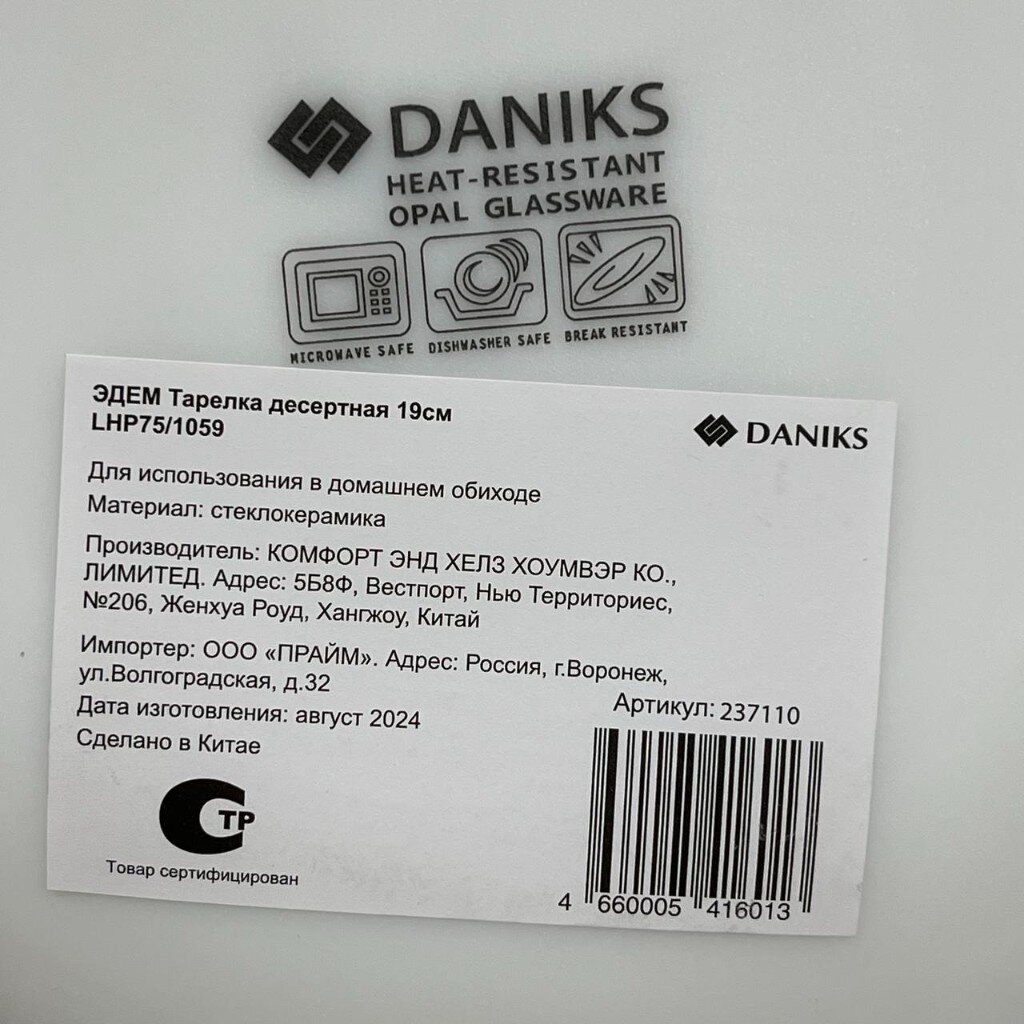 DANIKS
HEAT-RESISTANT
OPAL GLASSWARE
MICROWAVE SAFE DISHWASHER SAFE BREAK RESISTANT
ЭДЕМ Тарелка десертная 19см
LHP75/1059
DANIKS
Для использования в домашнем обиходе
Материал: стеклокерамика
Производитель: КОМФОРТ ЭНД ХЕЛЗ ХОУМВЭР КО.,
ЛИМИТЕД. Адрес: 5Б8Ф, Вестпорт, Нью Территориес,
№206, Женхуа Роуд, Хангжоу, Китай
Импортер: ООО «ПРАЙМ». Адрес: Россия, г.Воронеж,
ул.Волгоградская, д.32
Дата изготовления: август 2024
Сделано в Китае
Артикул: 237110
СТР
Товар сертифицирован
4 660005 416013